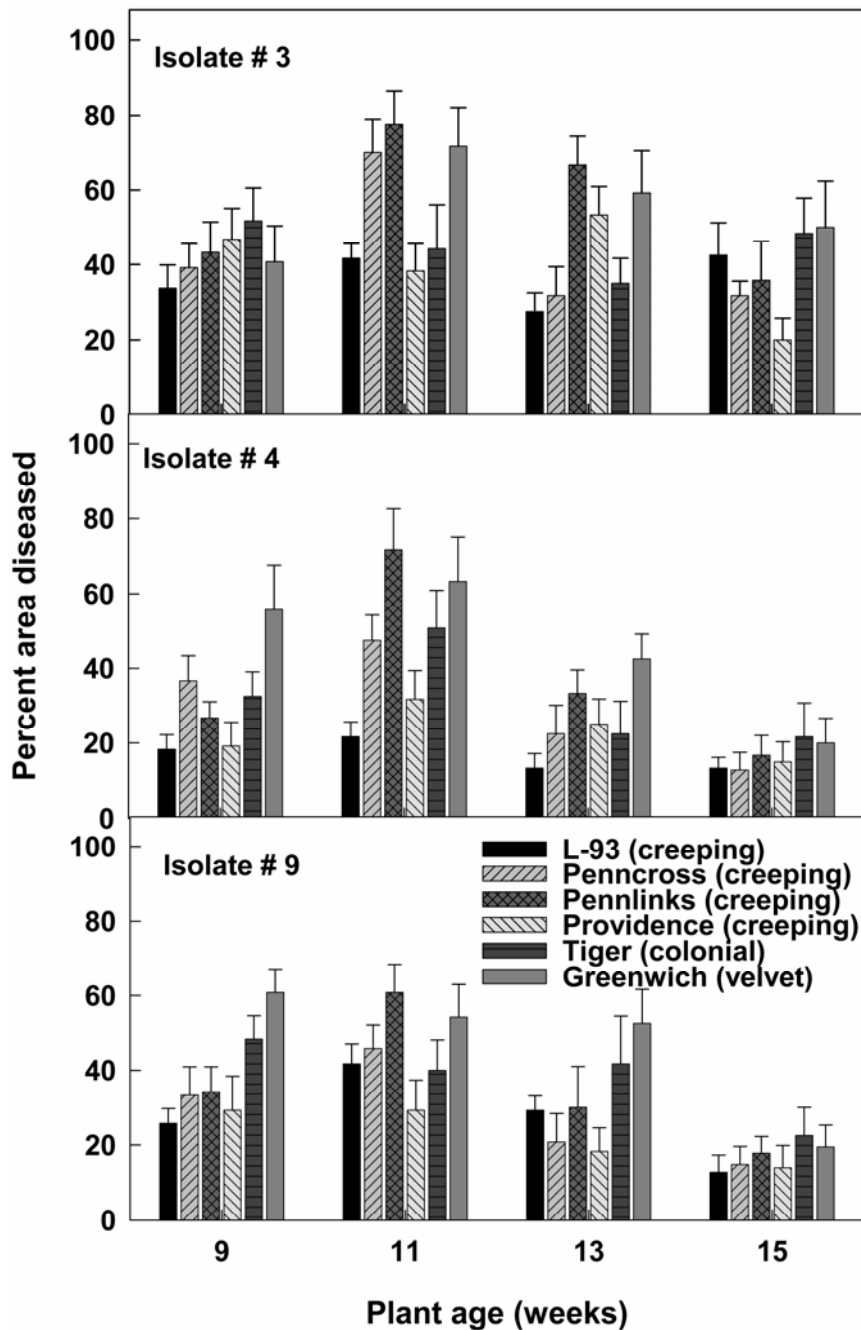 100
Isolate # 3
80
60
40
20
0
100
Isolate # 4
80
60
40
20
0
100
Isolate # 9
80
60
40
20
0
L-93 (creeping)
Penncross (creeping)
Pennlinks (creeping)
Providence (creeping)
Tiger (colonial)
Greenwich (velvet)
Percent area diseased
9 11 13 15
Plant age (weeks)